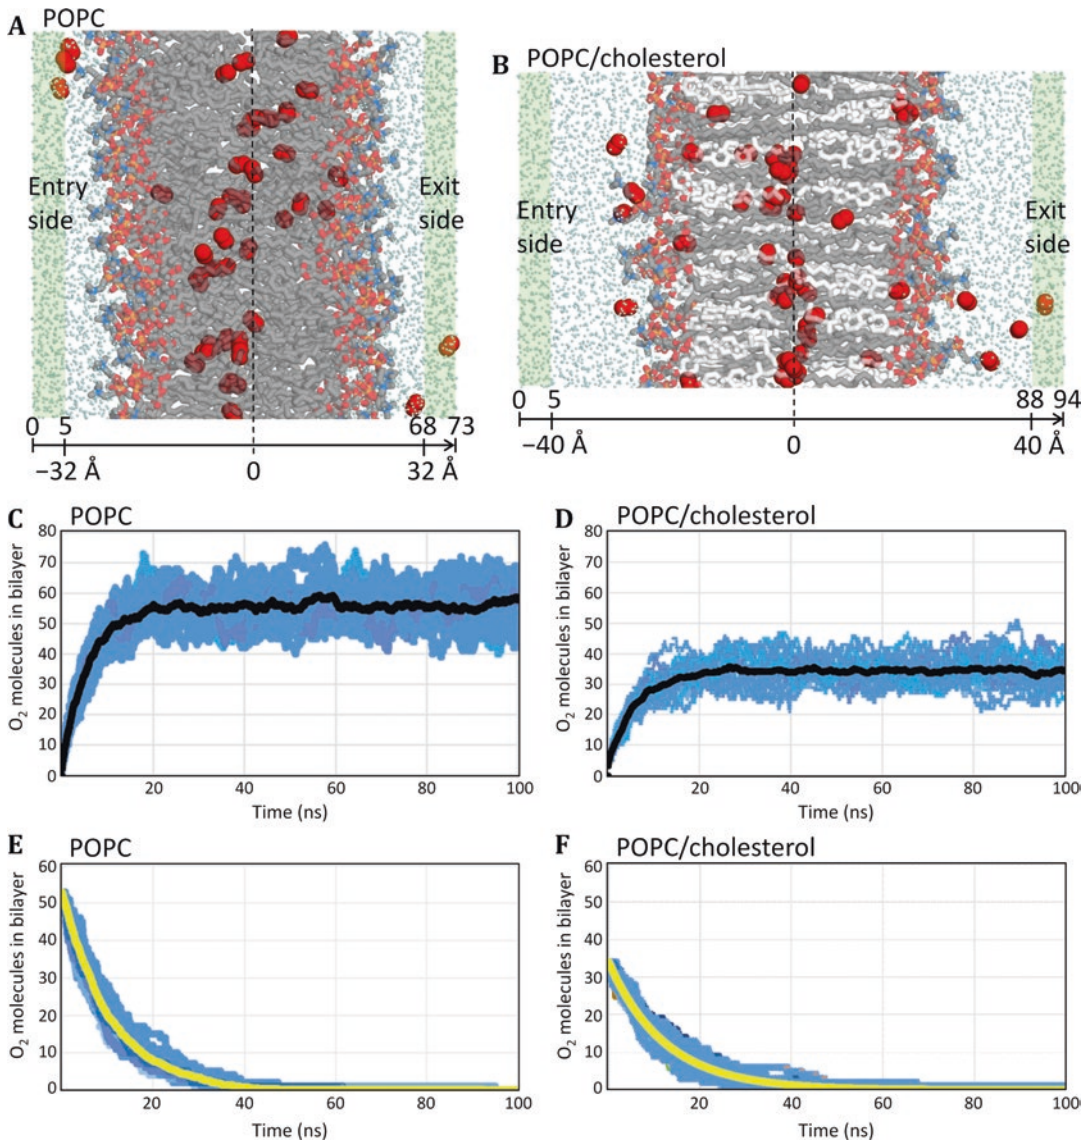 A POPC
Entry side
Exit side
0 5 68 73
−32 Å 0 32 Å
B POPC/cholesterol
Entry side
Exit side
0 5 88 94
−40 Å 0 40 Å
C POPC
O₂ molecules in bilayer
80
70
60
50
40
30
20
10
0
20 40 60 80 100
Time (ns)
D POPC/cholesterol
O₂ molecules in bilayer
80
70
60
50
40
30
20
10
0
20 40 60 80 100
Time (ns)
E POPC
O₂ molecules in bilayer
60
50
40
30
20
10
0
20 40 60 80 100
Time (ns)
F POPC/cholesterol
O₂ molecules in bilayer
60
50
40
30
20
10
0
20 40 60 80 100
Time (ns)